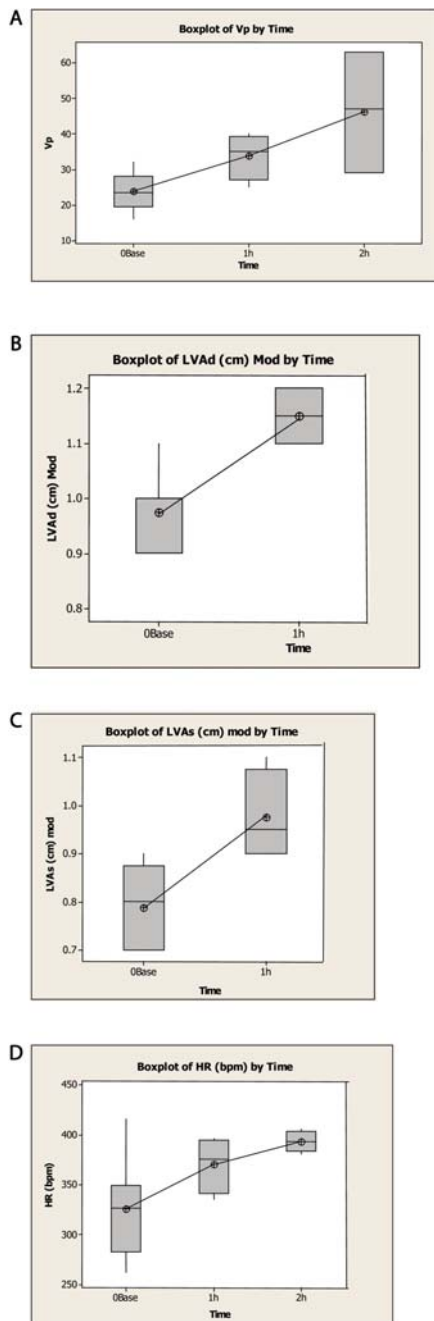 A
Boxplot of Vp by Time
60
50
40
30
20
10
Vp
0Base
1h
2h
Time
B
Boxplot of LVAd (cm) Mod by Time
1.2
1.1
1.0
0.9
0.8
LVAd (cm) Mod
0Base
1h
Time
C
Boxplot of LVAs (cm) mod by Time
1.1
1.0
0.9
0.8
0.7
LVAs (cm) mod
0Base
1h
Time
D
Boxplot of HR (bpm) by Time
450
400
350
300
250
HR (bpm)
0Base
1h
2h
Time